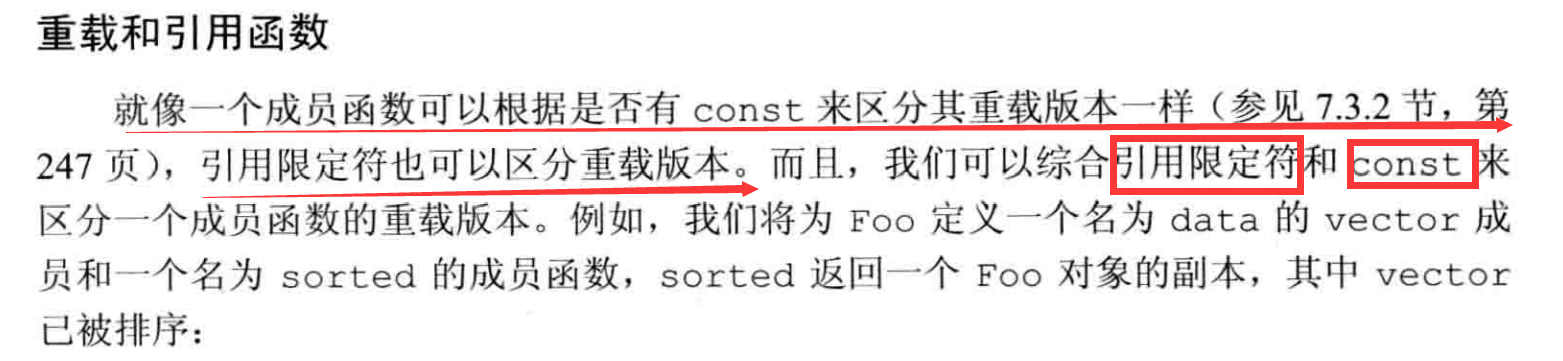 重载和引用函数
就像一个成员函数可以根据是否有 const 来区分其重载版本一样（参见 7.3.2 节，第
247 页），引用限定符也可以区分重载版本。而且，我们可以综合引用限定符和 const 来
区分一个成员函数的重载版本。例如，我们将为 Foo 定义一个名为 data 的 vector 成
员和一个名为 sorted 的成员函数，sorted 返回一个 Foo 对象的副本，其中 vector
已被排序：